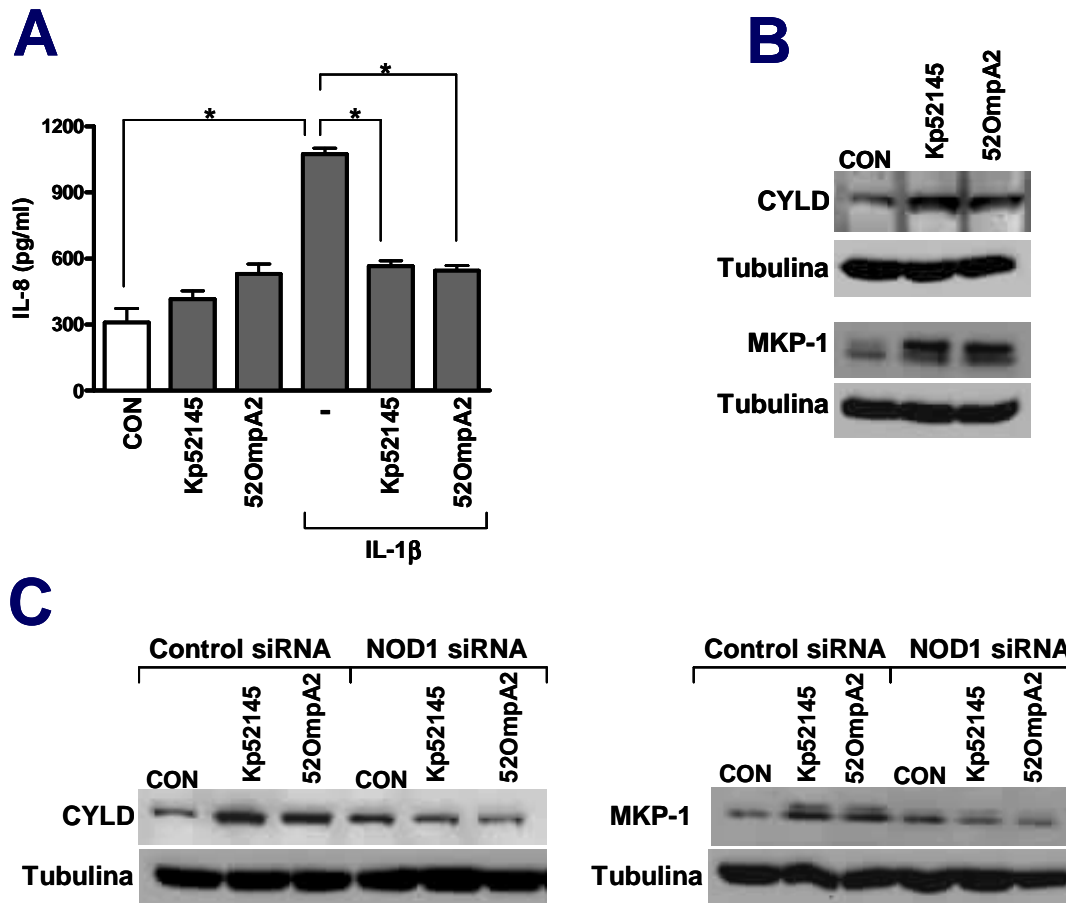 A
*
*
*
1200
900
600
300
0
IL-8 (pg/ml)
CON
Kp52145
52OmpA2
-
Kp52145
52OmpA2
IL-1β
B
CON
Kp52145
52OmpA2
CYLD
Tubulina
MKP-1
Tubulina
C
Control siRNA NOD1 siRNA
CON Kp52145 52OmpA2 CON Kp52145 52OmpA2
CYLD
Tubulina
Control siRNA NOD1 siRNA
CON Kp52145 52OmpA2 CON Kp52145 52OmpA2
MKP-1
Tubulina